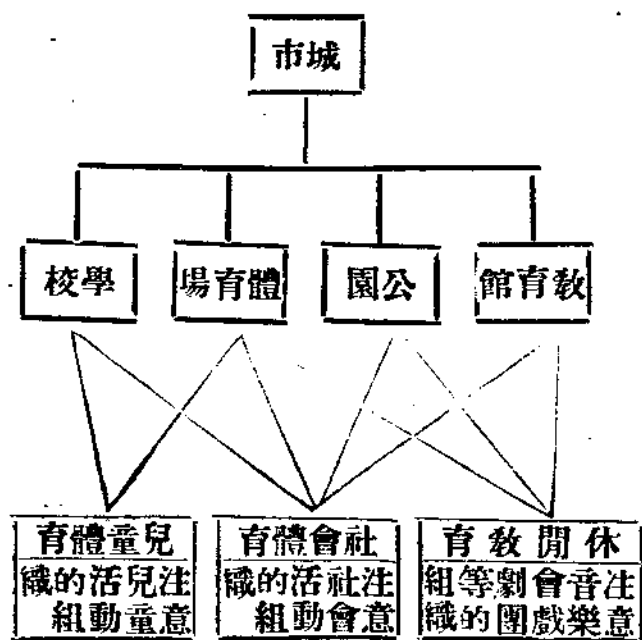 城市
教育館
公園
體育場
學校
休閒教育
注意音樂會戲劇團等的組織
社會體育
注意社會活動的組織
兒童體育
注意兒童活動的組織